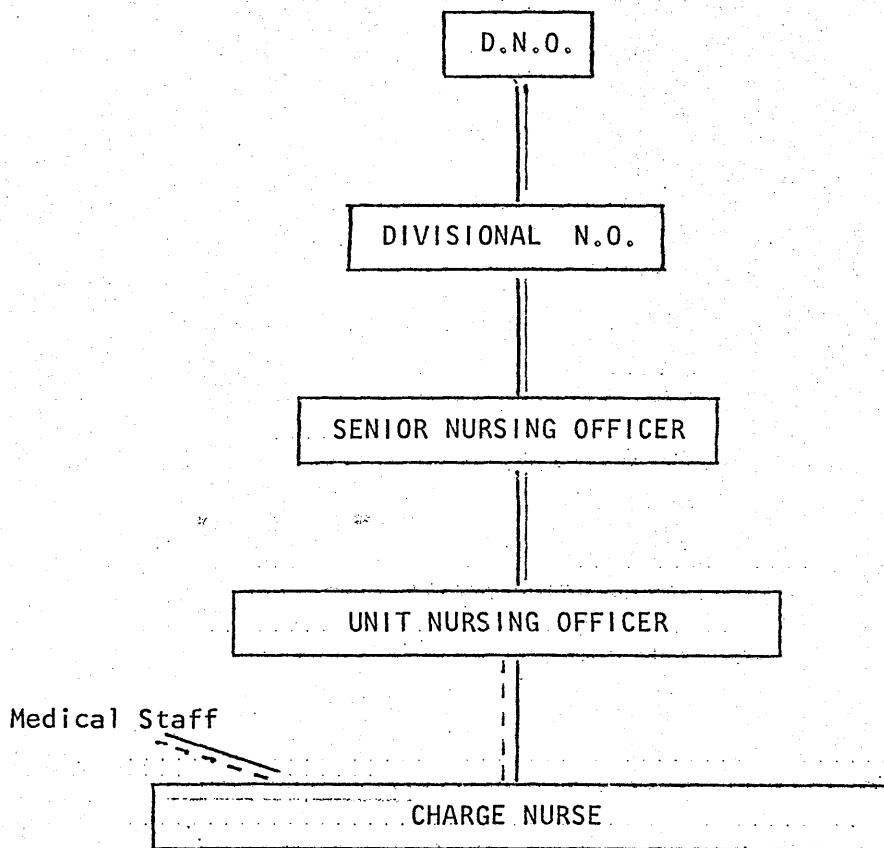 D.N.O.
DIVISIONAL N.O.
SENIOR NURSING OFFICER
UNIT NURSING OFFICER
Medical Staff
CHARGE NURSE